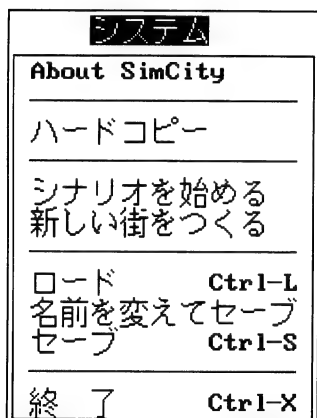 システム
About SimCity
ハードコピー
シナリオを始める
新しい街をつくる
ロード Ctrl-L
名前を変えてセーブ
セーブ Ctrl-S
終 了 Ctrl-X